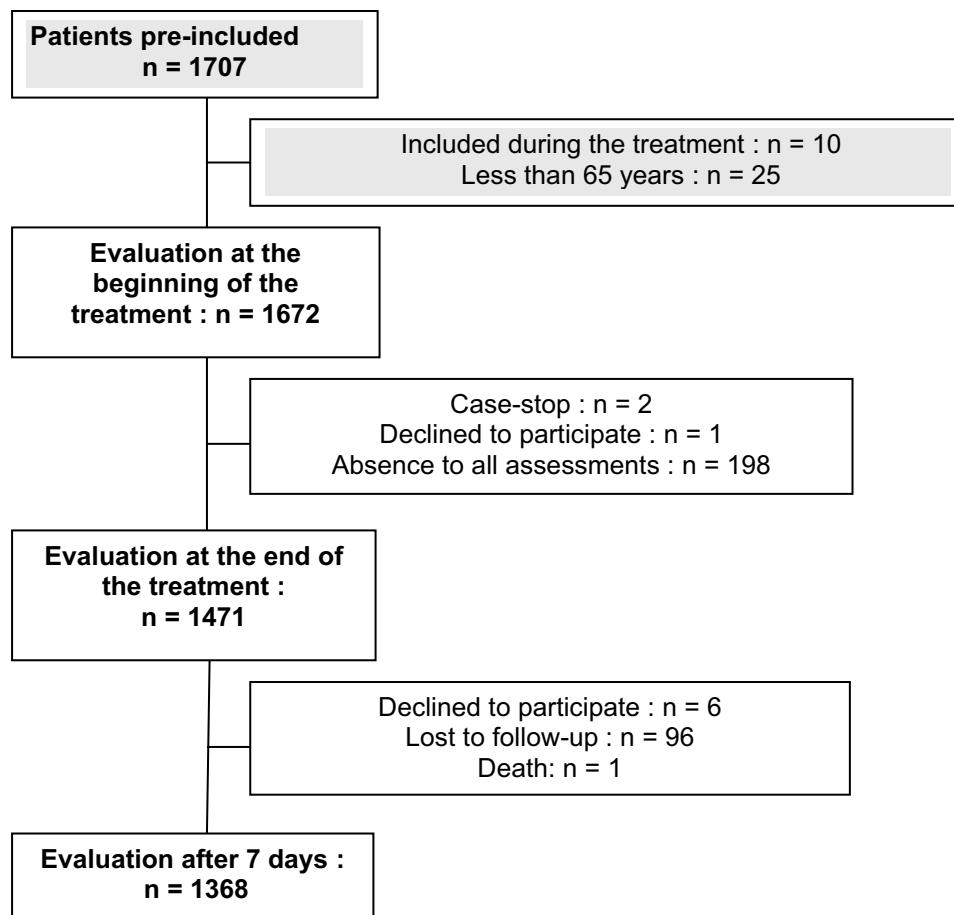 Patients pre-included
n = 1707
Included during the treatment : n = 10
Less than 65 years : n = 25
Evaluation at the
beginning of the
treatment : n = 1672
Case-stop : n = 2
Declined to participate : n = 1
Absence to all assessments : n = 198
Evaluation at the end of
the treatment :
n = 1471
Declined to participate : n = 6
Lost to follow-up : n = 96
Death: n = 1
Evaluation after 7 days :
n = 1368